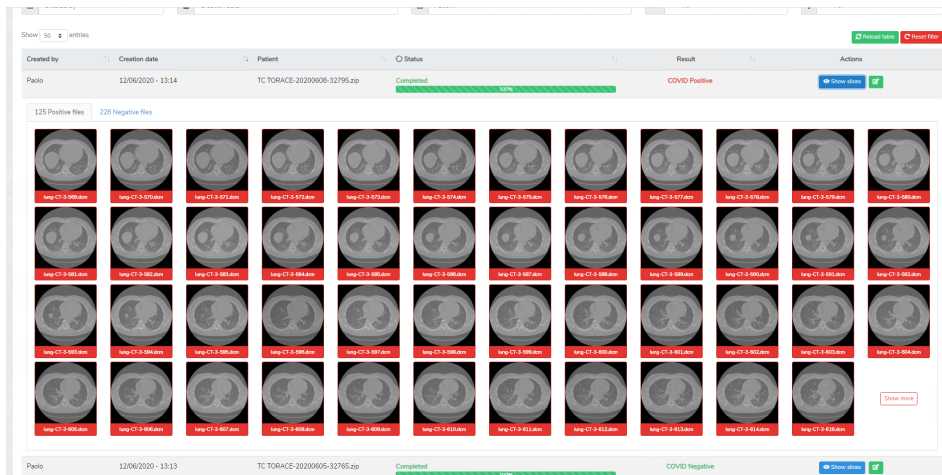 Show 50 entries
Reload table
Reset filter
Created by Creation date Patient Status Result Actions
Paolo 12/06/2020 - 13:14 TC TORACE-20200608-32795.zip Completed COVID Positive Show slices
100%
125 Positive files 228 Negative files
lung-CT-3-569.dcm lung-CT-3-570.dcm lung-CT-3-571.dcm lung-CT-3-572.dcm lung-CT-3-573.dcm lung-CT-3-574.dcm lung-CT-3-575.dcm lung-CT-3-576.dcm lung-CT-3-577.dcm lung-CT-3-578.dcm lung-CT-3-579.dcm lung-CT-3-580.dcm
lung-CT-3-581.dcm lung-CT-3-582.dcm lung-CT-3-583.dcm lung-CT-3-584.dcm lung-CT-3-585.dcm lung-CT-3-586.dcm lung-CT-3-587.dcm lung-CT-3-588.dcm lung-CT-3-589.dcm lung-CT-3-590.dcm lung-CT-3-591.dcm lung-CT-3-592.dcm
lung-CT-3-593.dcm lung-CT-3-594.dcm lung-CT-3-595.dcm lung-CT-3-596.dcm lung-CT-3-597.dcm lung-CT-3-598.dcm lung-CT-3-599.dcm lung-CT-3-600.dcm lung-CT-3-601.dcm lung-CT-3-602.dcm lung-CT-3-603.dcm lung-CT-3-604.dcm
lung-CT-3-605.dcm lung-CT-3-606.dcm lung-CT-3-607.dcm lung-CT-3-608.dcm lung-CT-3-609.dcm lung-CT-3-610.dcm lung-CT-3-611.dcm lung-CT-3-612.dcm lung-CT-3-613.dcm lung-CT-3-614.dcm lung-CT-3-616.dcm Show more
Paolo 12/06/2020 - 13:13 TC TORACE-20200605-32765.zip Completed COVID Negative Show slices